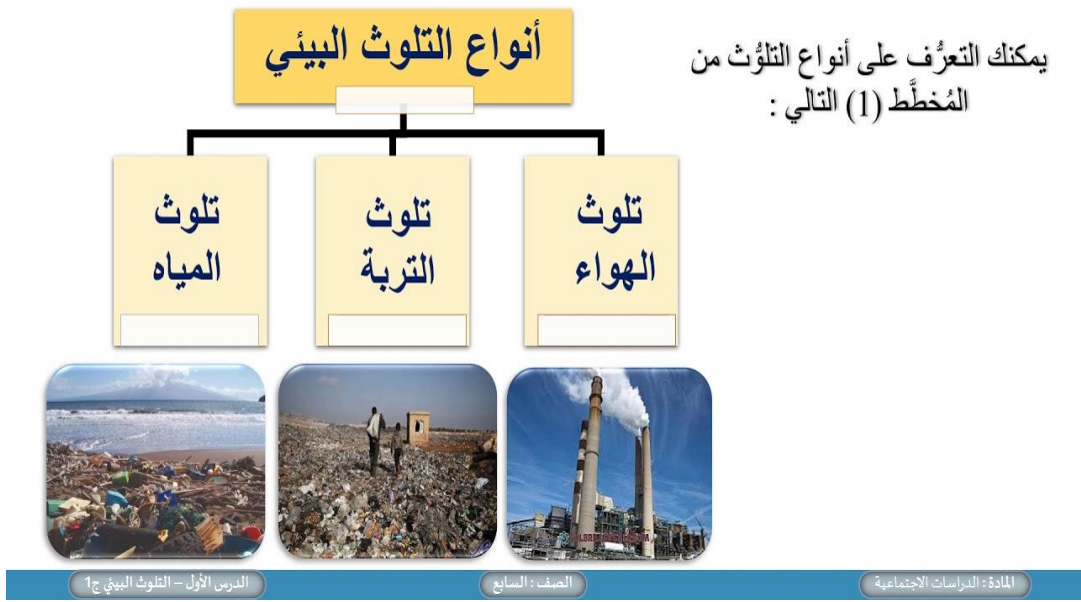 يمكنك التعرُّف على أنواع التلوُّث من
المُخطَّط (1) التالي :
أنواع التلوث البيئي
تلوث
الهواء
تلوث
التربة
تلوث
المياه
المادة : الدراسات الاجتماعية
الصف : السابع
الدرس الأول – التلوث البيئي ج1